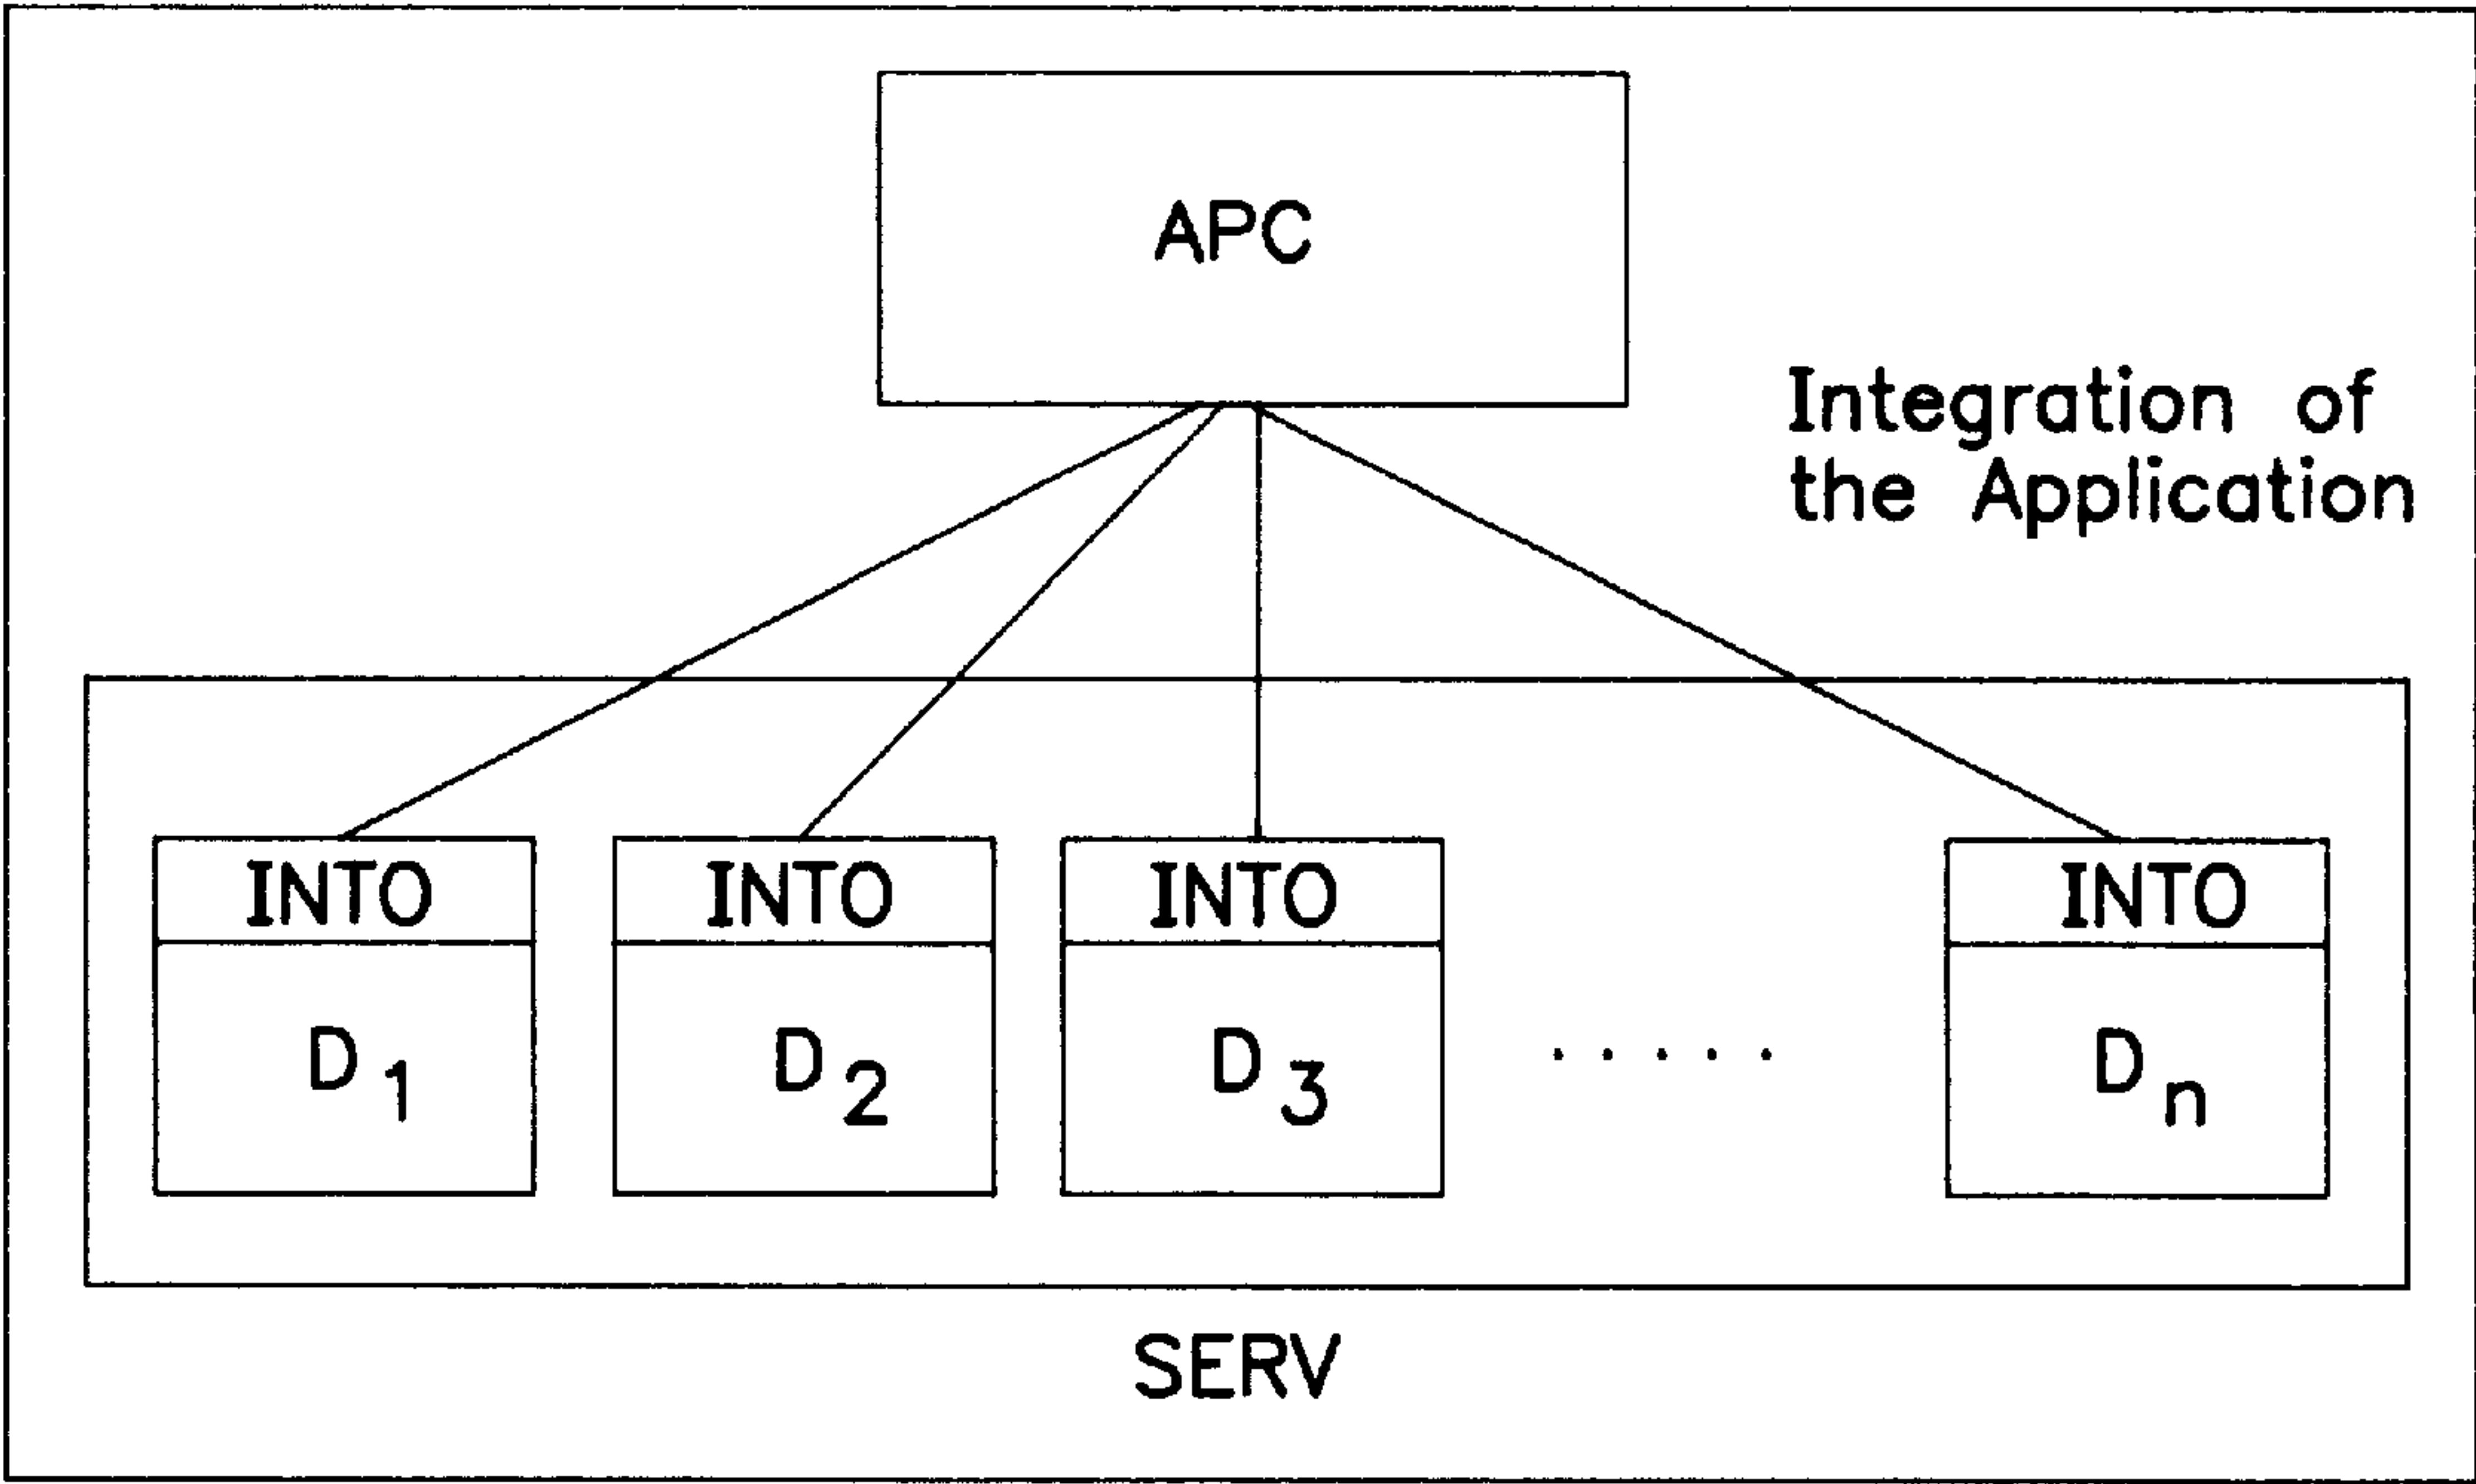 APC
Integration of
the Application
INTO INTO INTO INTO
D1 D2 D3 ..... Dn
SERV